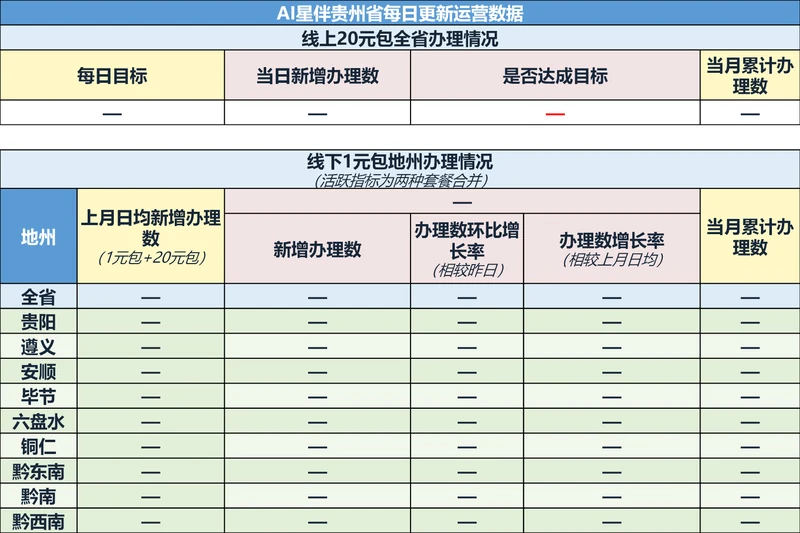 AI星伴贵州省每日更新运营数据
线上20元包全省办理情况
每日目标 当日新增办理数 是否达成目标 当月累计办理数
— — — —
线下1元包地州办理情况
(活跃指标为两种套餐合并)
地州 上月日均新增办理数 (1元包+20元包) — 当月累计办理数
新增办理数 办理数环比增长率 (相较昨日) 办理数增长率 (相较上月日均)
全省 — — — — —
贵阳 — — — — —
遵义 — — — — —
安顺 — — — — —
毕节 — — — — —
六盘水 — — — — —
铜仁 — — — — —
黔东南 — — — — —
黔南 — — — — —
黔西南 — — — — —